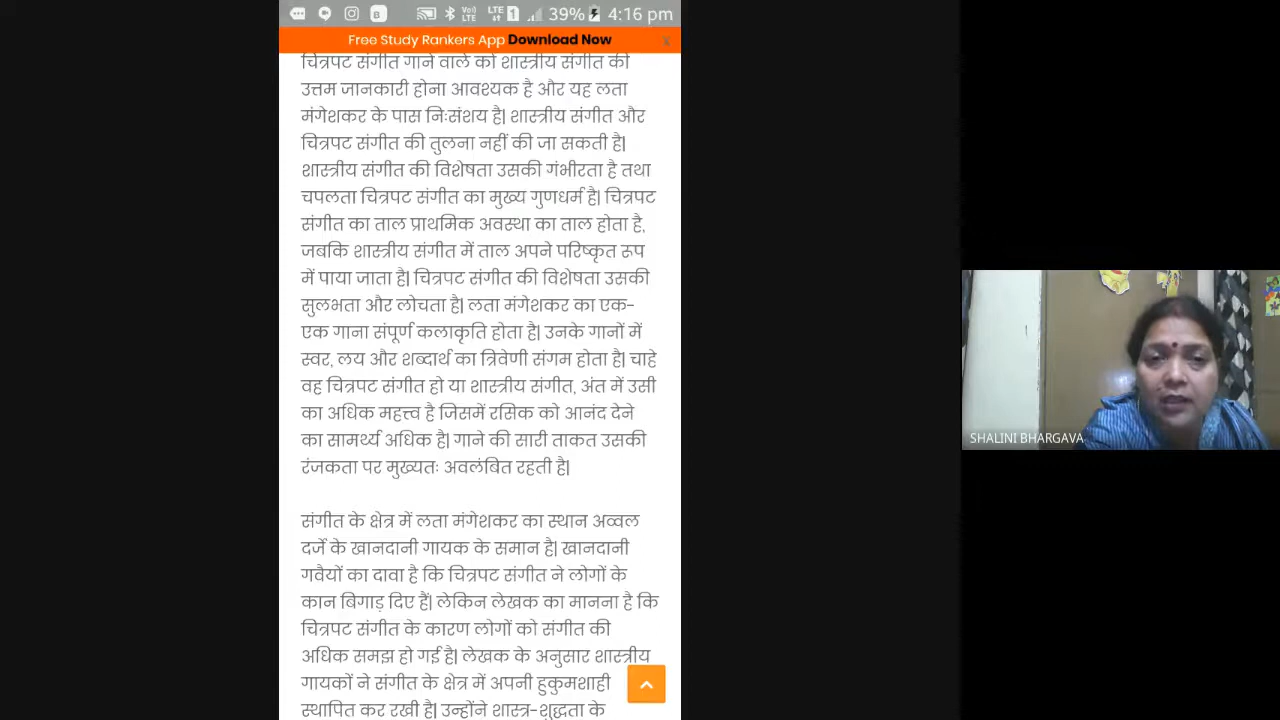 LTE 1 39% 4:16 pm
Free Study Rankers App Download Now
चित्रपट संगीत गाने वाले को शास्त्रीय संगीत की
उत्तम जानकारी होना आवश्यक है और यह लता
मंगेशकर के पास निःसंशय है| शास्त्रीय संगीत और
चित्रपट संगीत की तुलना नहीं की जा सकती है|
शास्त्रीय संगीत की विशेषता उसकी गंभीरता है तथा
चपलता चित्रपट संगीत का मुख्य गुणधर्म है| चित्रपट
संगीत का ताल प्राथमिक अवस्था का ताल होता है,
जबकि शास्त्रीय संगीत में ताल अपने परिष्कृत रूप
में पाया जाता है| चित्रपट संगीत की विशेषता उसकी
सुलभता और लोचता है| लता मंगेशकर का एक-
एक गाना संपूर्ण कलाकृति होता है| उनके गानों में
स्वर, लय और शब्दार्थ का त्रिवेणी संगम होता है| चाहे
वह चित्रपट संगीत हो या शास्त्रीय संगीत, अंत में उसी
का अधिक महत्त्व है जिसमें रसिक को आनंद देने
का सामर्थ्य अधिक है| गाने की सारी ताकत उसकी
रंजकता पर मुख्यतः अवलंबित रहती है|
संगीत के क्षेत्र में लता मंगेशकर का स्थान अव्वल
दर्जे के खानदानी गायक के समान है| खानदानी
गवैयों का दावा है कि चित्रपट संगीत ने लोगों के
कान बिगाड़ दिए हैं| लेकिन लेखक का मानना है कि
चित्रपट संगीत के कारण लोगों को संगीत की
अधिक समझ हो गई है| लेखक के अनुसार शास्त्रीय
गायकों ने संगीत के क्षेत्र में अपनी हुकुमशाही
स्थापित कर रखी है| उन्होंने शास्त्र-शुद्धता के
SHALINI BHARGAVA